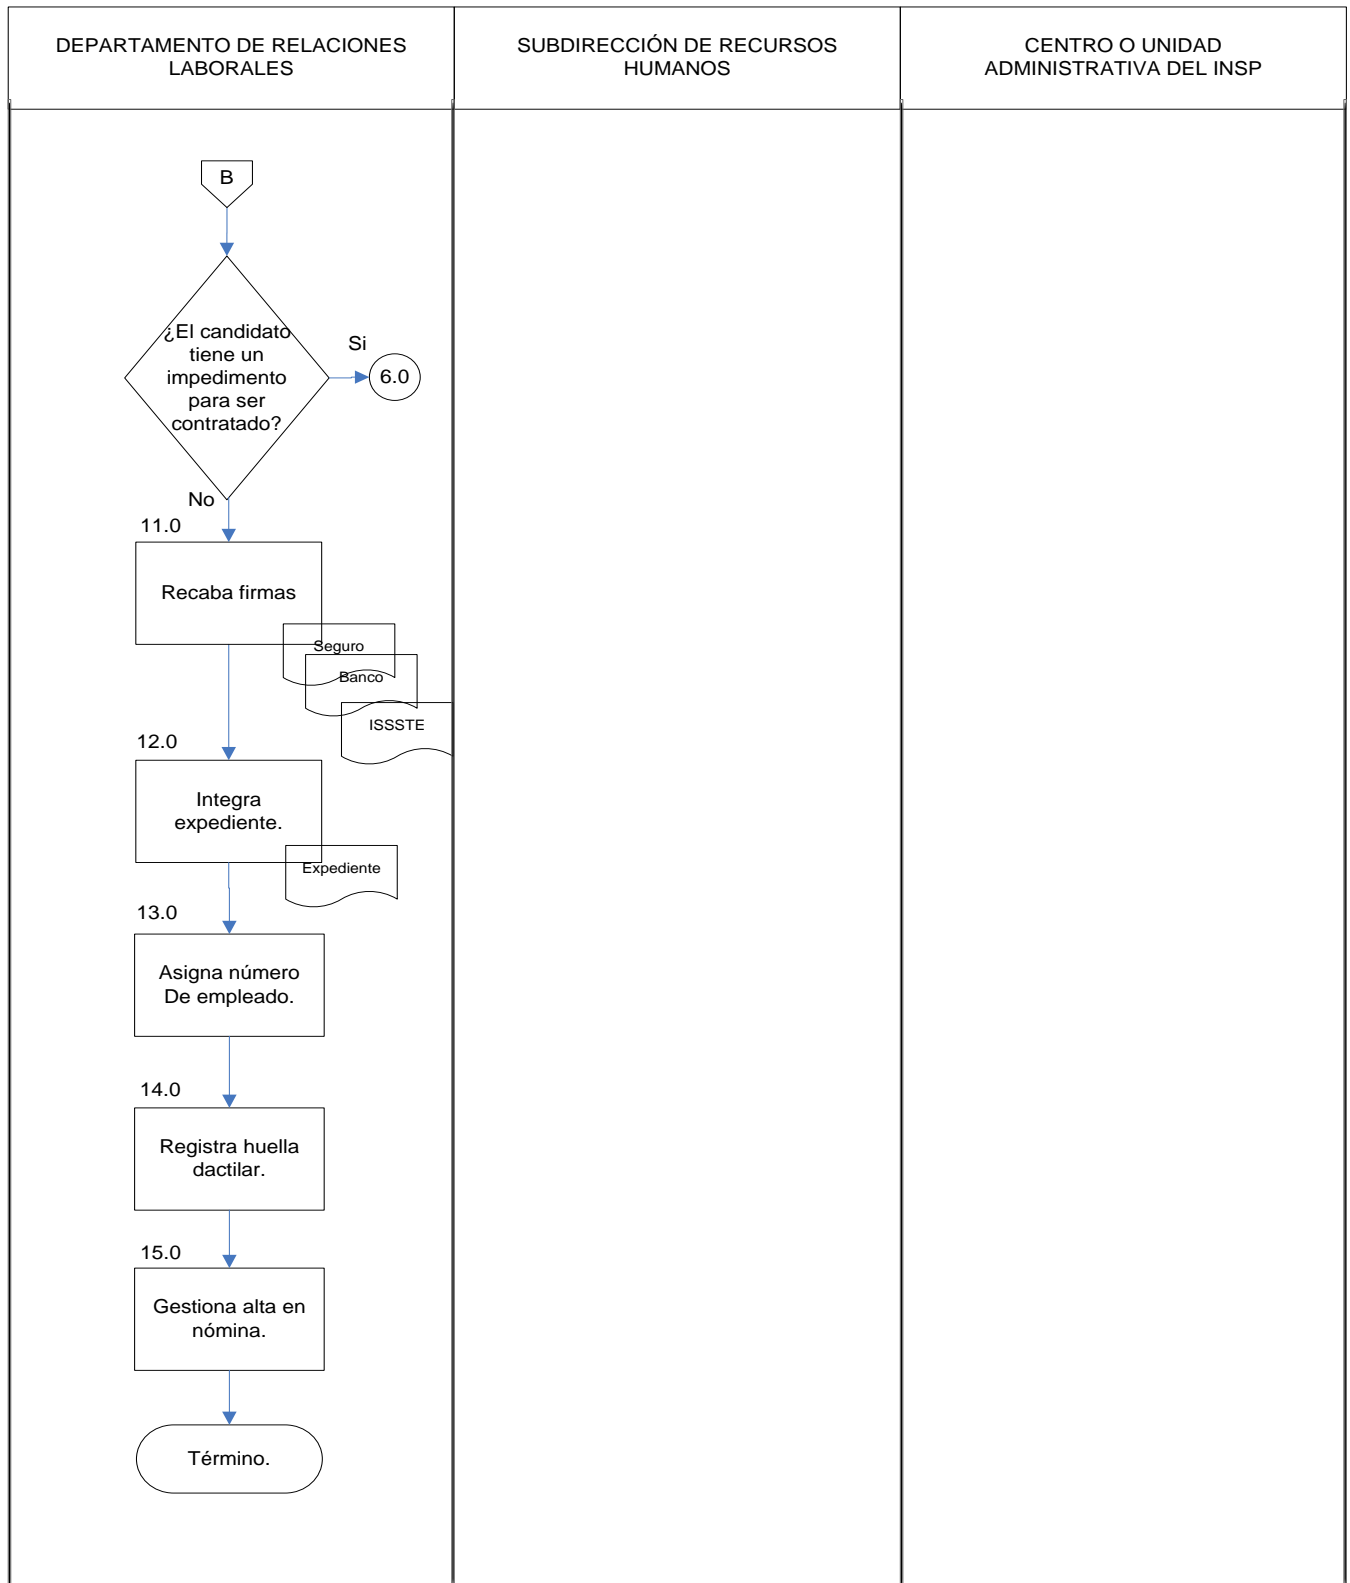 DEPARTAMENTO DE RELACIONES
LABORALES
SUBDIRECCIÓN DE RECURSOS
HUMANOS
CENTRO O UNIDAD
ADMINISTRATIVA DEL INSP
B
¿El candidato
tiene un
impedimento
para ser
contratado?
Si
6.0
No
11.0
Recaba firmas
Seguro
Banco
ISSSTE
12.0
Integra
expediente.
Expediente
13.0
Asigna número
De empleado.
14.0
Registra huella
dactilar.
15.0
Gestiona alta en
nómina.
Término.